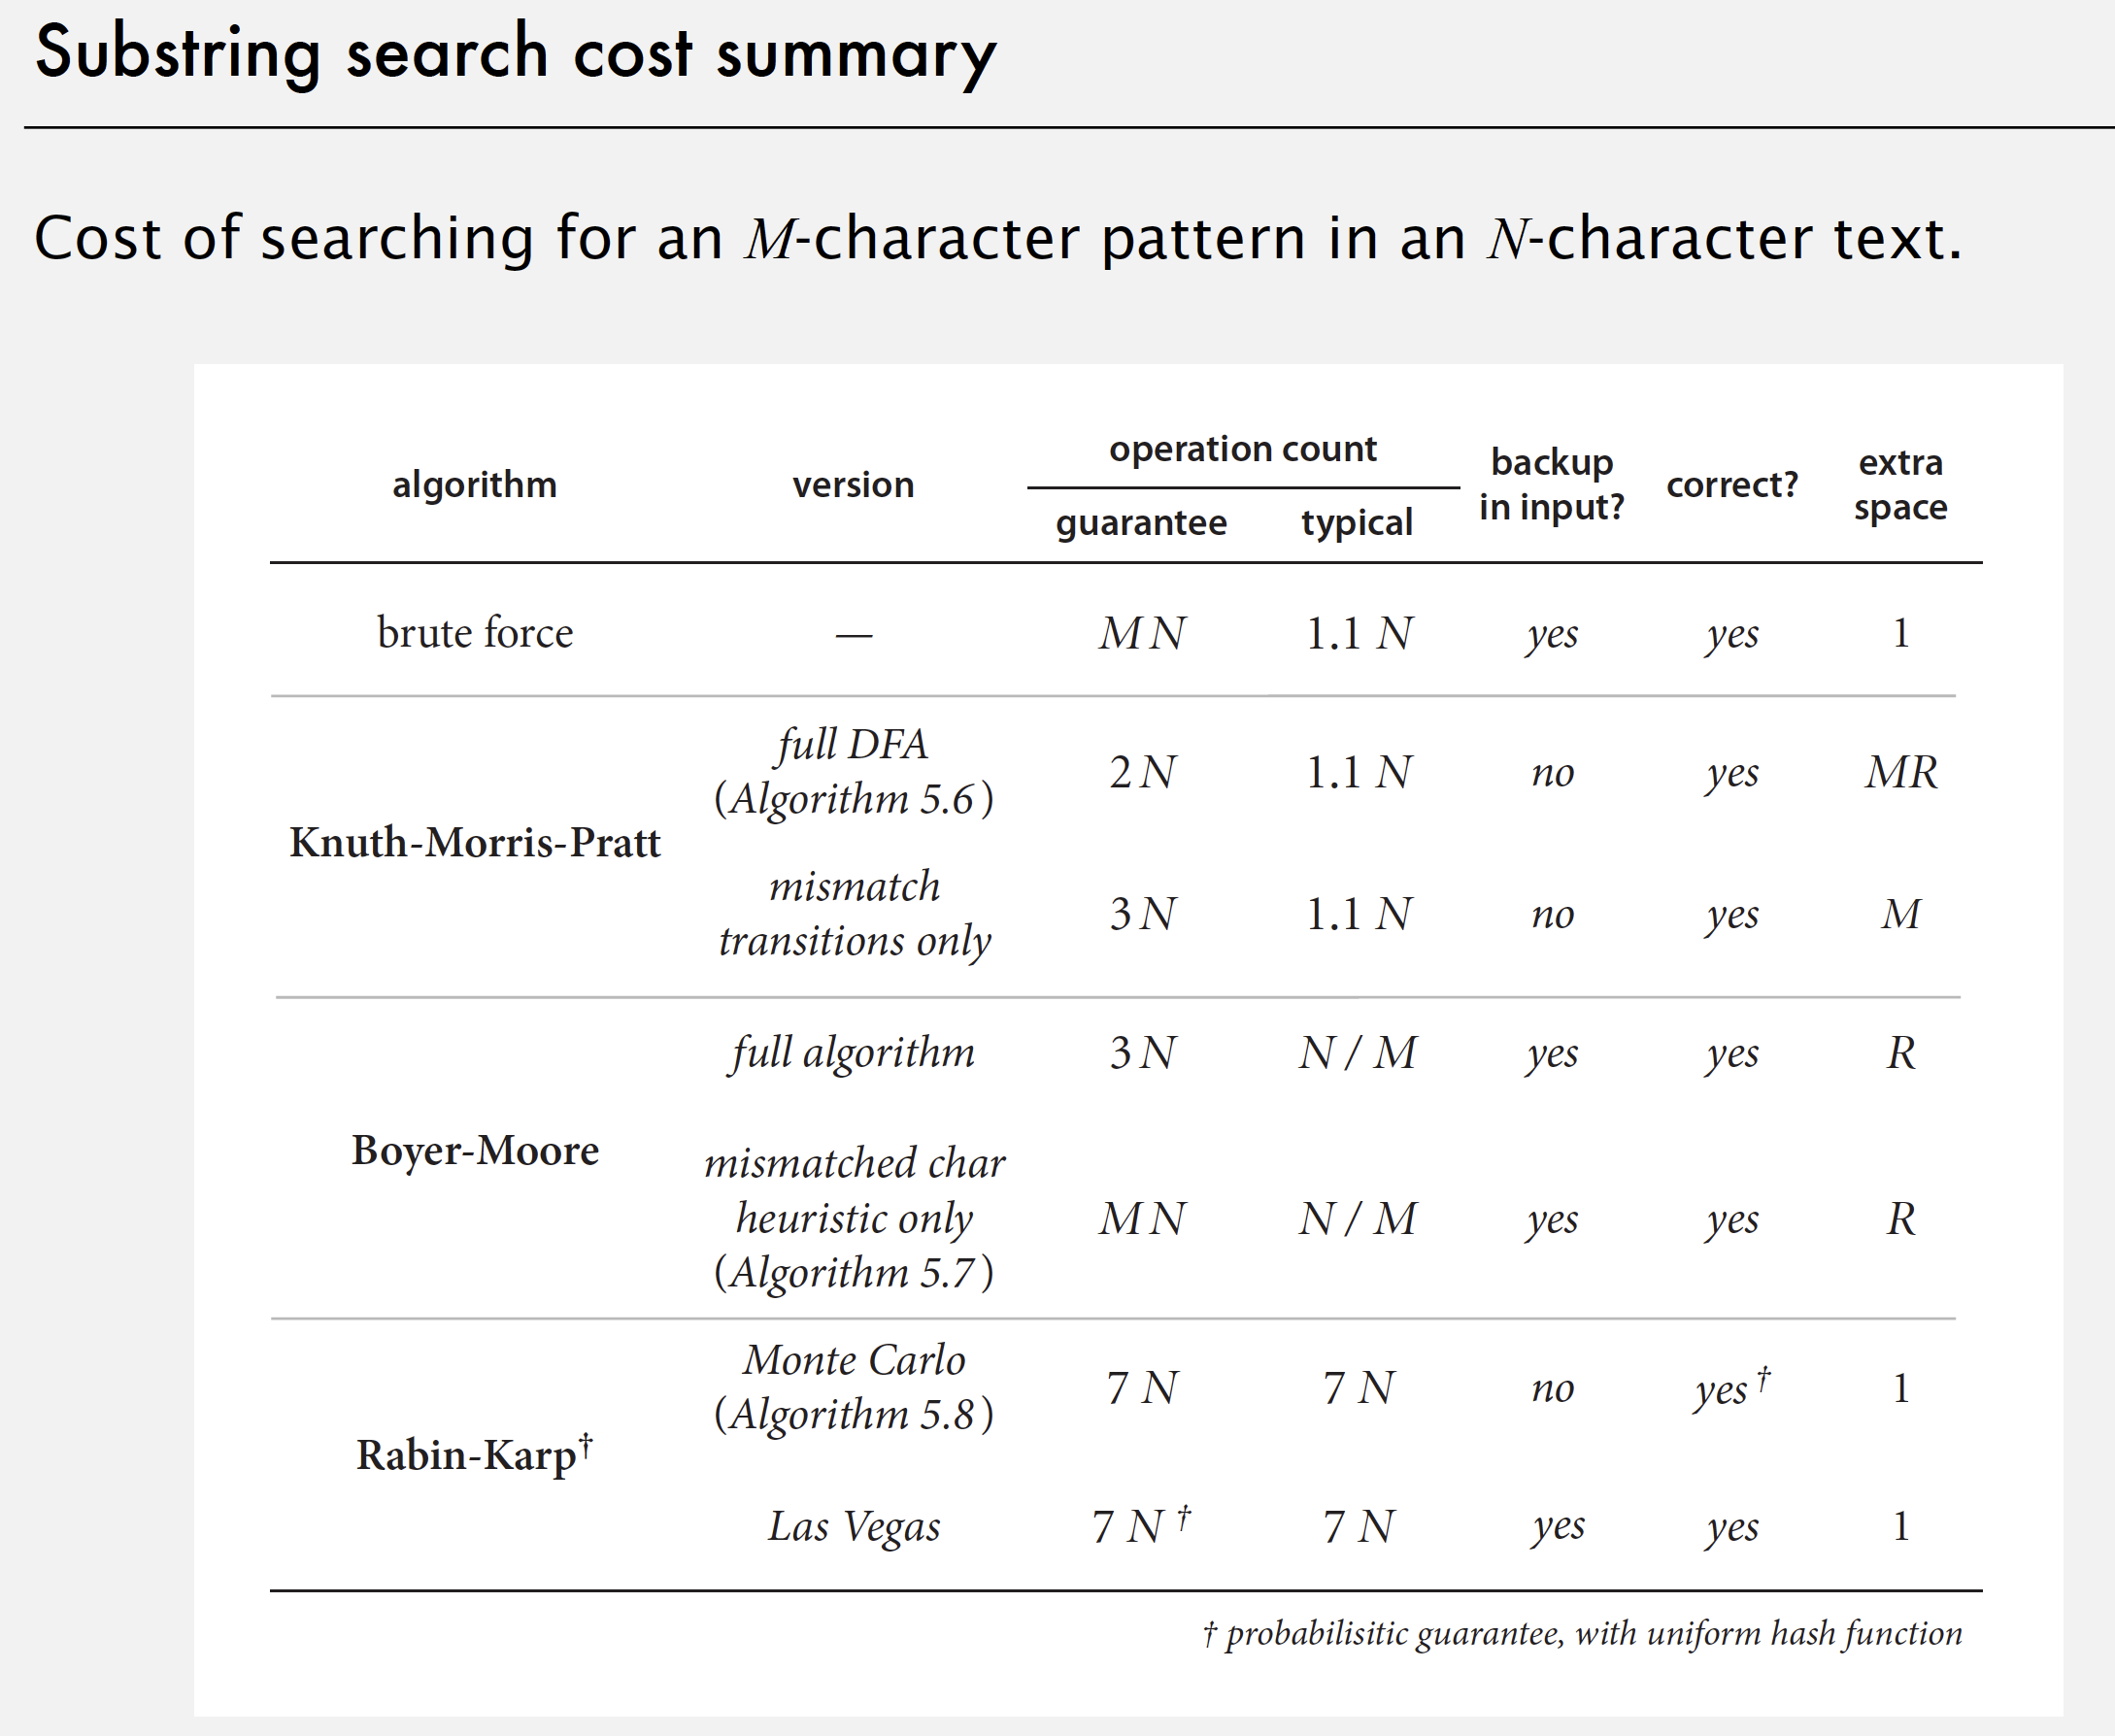 Substring search cost summary
Cost of searching for an M-character pattern in an N-character text.
algorithm version operation count backup in input? correct? extra space
guarantee typical
brute force — M N 1.1 N yes yes 1
Knuth-Morris-Pratt
full DFA
(Algorithm 5.6) 2 N 1.1 N no yes MR
mismatch
transitions only 3 N 1.1 N no yes M
Boyer-Moore
full algorithm 3 N N / M yes yes R
mismatched char
heuristic only M N N / M yes yes R
(Algorithm 5.7)
Rabin-Karp†
Monte Carlo
(Algorithm 5.8) 7 N 7 N no yes † 1
Las Vegas 7 N † 7 N yes yes 1
† probabilisitic guarantee, with uniform hash function